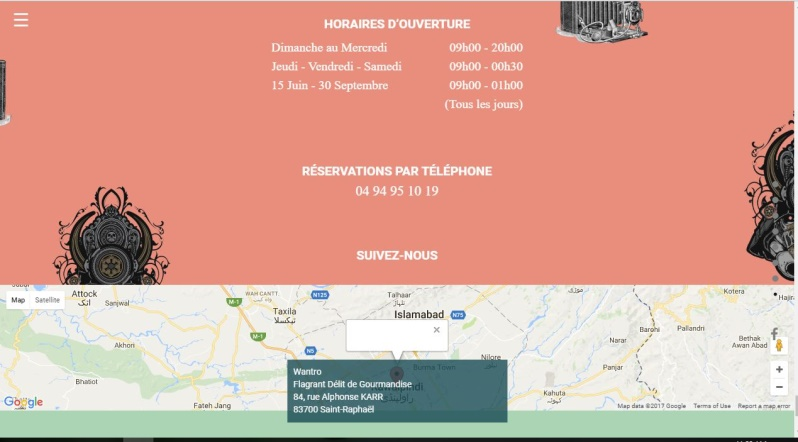 HORAIRES D'OUVERTURE
Dimanche au Mercredi 09h00 - 20h00
Jeudi - Vendredi - Samedi 09h00 - 00h30
15 Juin - 30 Septembre 09h00 - 01h00
(Tous les jours)
RÉSERVATIONS PAR TÉLÉPHONE
04 94 95 10 19
SUIVEZ-NOUS
Map Satellite
Attock
اٹک
Sanjwal
WAH CANTT
M-1
N125
Taxila
ٹیکسلا
Talhaar
تلہاڑ
Islamabad
N75
Kotera
M-1
N5
Akhori
Nilore
Narar
Barohi
Pallandri
Bethak
Awan Abad
Bhatiot
Panjar
Fateh Jang
Kahuta
×
Wantro
Flagrant Délit de Gourmandise
84, rue Alphonse KARR
83700 Saint-Raphaël
Google
Map data ©2017 Google Terms of Use Report a map error